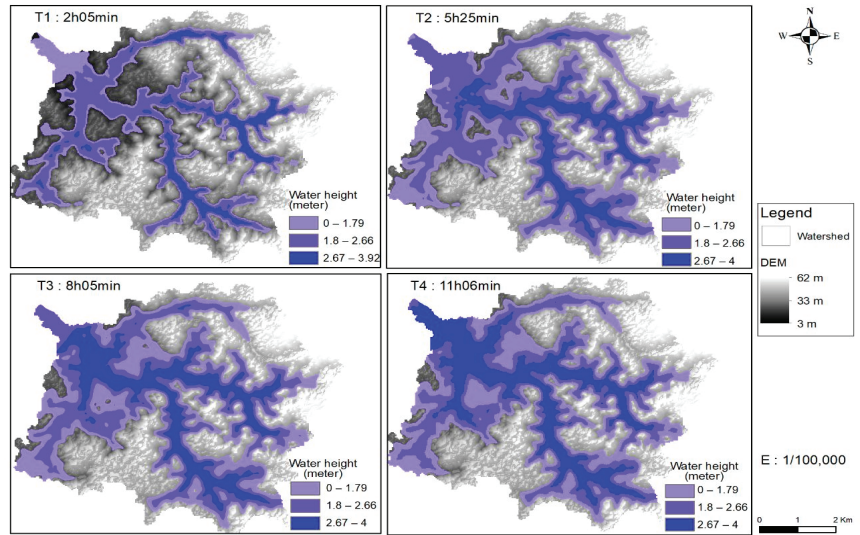 T1 : 2h05min
Water height
(meter)
0 – 1.79
1.8 – 2.66
2.67 – 3.92
T2 : 5h25min
Water height
(meter)
0 – 1.79
1.8 – 2.66
2.67 – 4
N
W E
S
Legend
Watershed
DEM
62 m
33 m
3 m
T3 : 8h05min
Water height
(meter)
0 – 1.79
1.8 – 2.66
2.67 – 4
T4 : 11h06min
Water height
(meter)
0 – 1.79
1.8 – 2.66
2.67 – 4
E : 1/100,000
0 1 2 Km